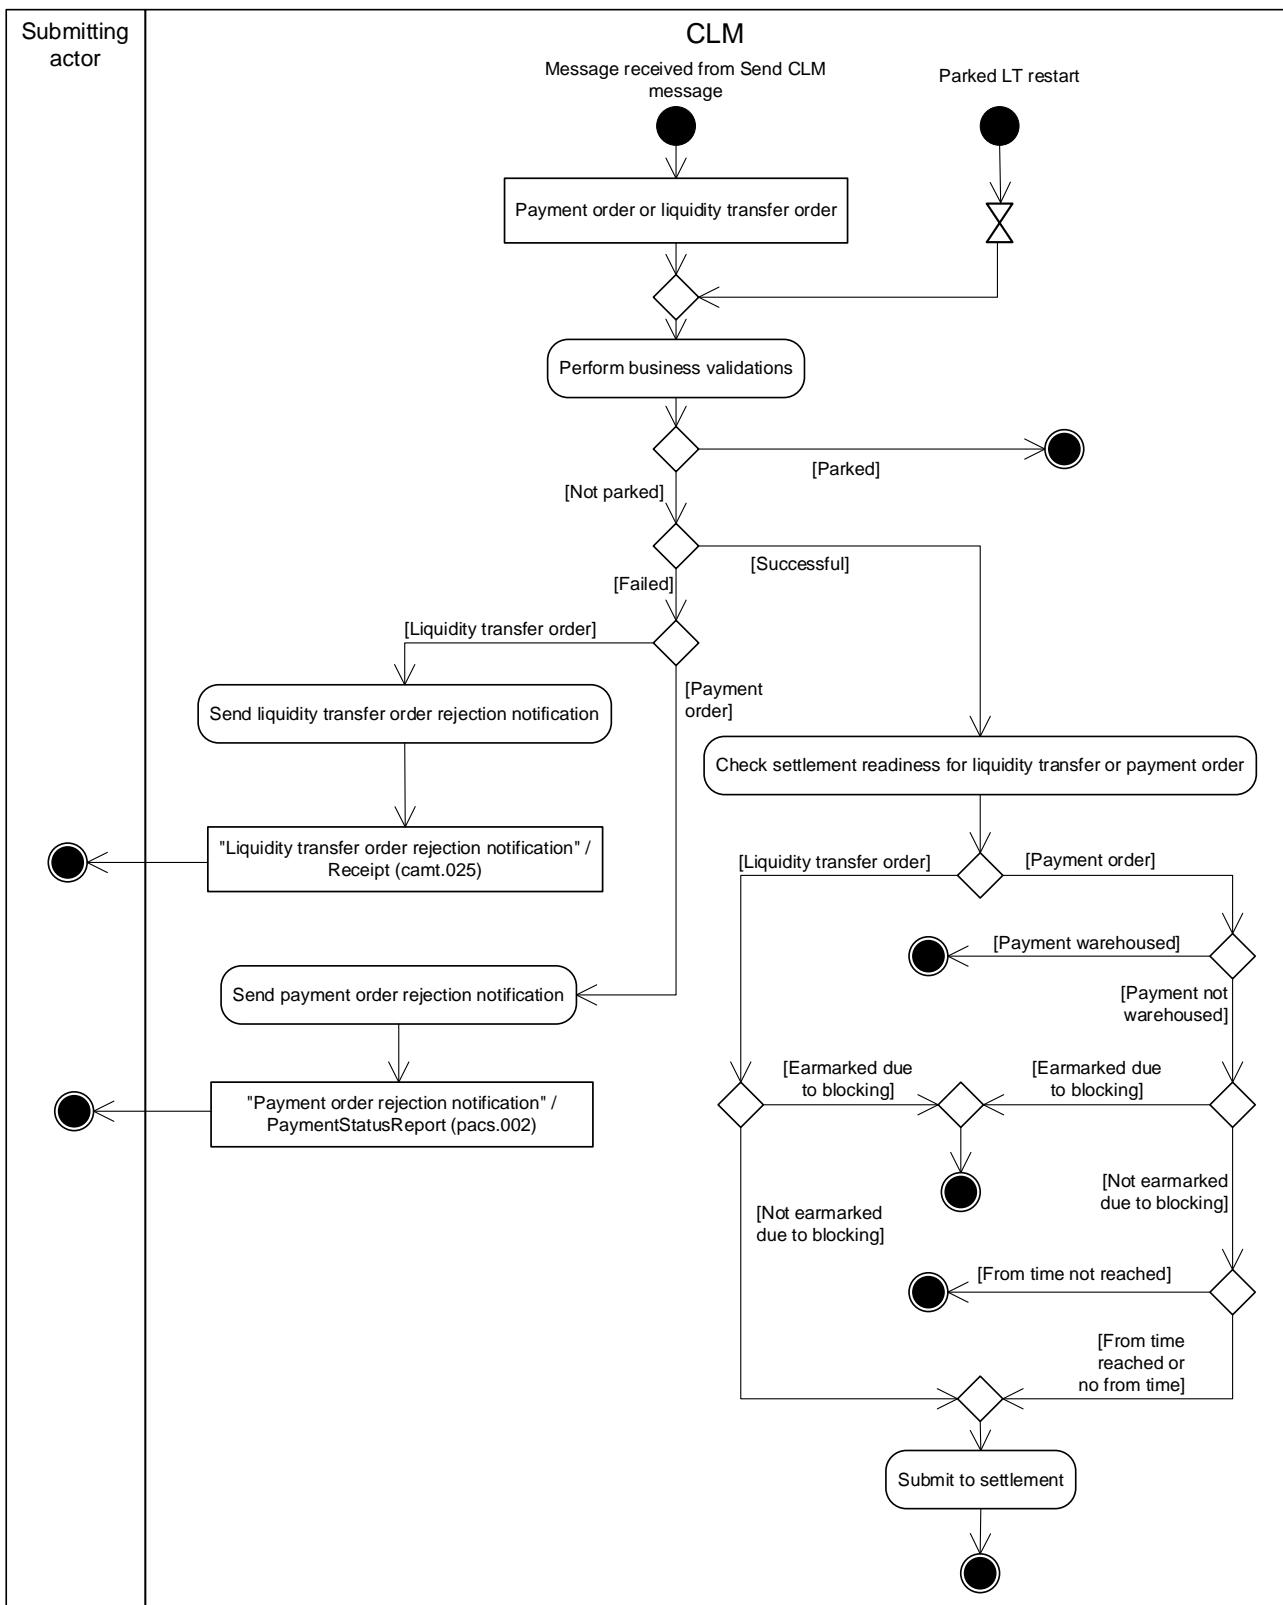 Submitting
actor
CLM
Message received from Send CLM
message
Parked LT restart
Payment order or liquidity transfer order
Perform business validations
[Parked]
[Not parked]
[Successful]
[Failed]
[Liquidity transfer order]
[Payment
order]
Send liquidity transfer order rejection notification
Check settlement readiness for liquidity transfer or payment order
"Liquidity transfer order rejection notification" /
Receipt (camt.025)
[Liquidity transfer order]
[Payment order]
[Payment warehoused]
Send payment order rejection notification
[Payment not
warehoused]
[Earmarked due
to blocking]
[Earmarked due
to blocking]
"Payment order rejection notification" /
PaymentStatusReport (pacs.002)
[Not earmarked
due to blocking]
[Not earmarked
due to blocking]
[From time not reached]
[From time
reached or
no from time]
Submit to settlement